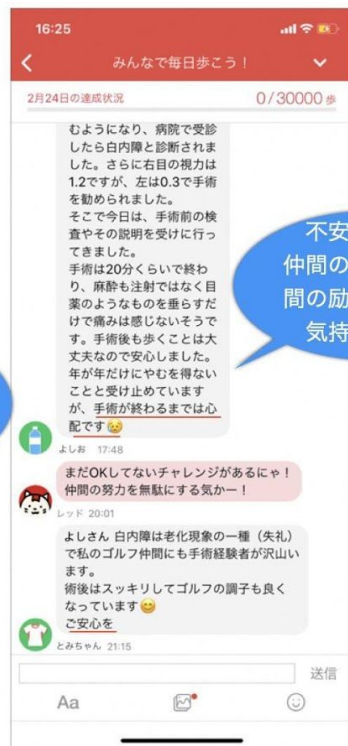 16:25
みんなで毎日歩こう！
2月24日の達成状況
0/30000 歩
むようになり、病院で受診
したら白内障と診断されま
した。さらに右目の視力は
1.2ですが、左は0.3で手術
を勧められました。
そこで今日は、手術前の検
査やその説明を受けに行っ
てきました。
手術は20分くらいで終わ
り、麻酔も注射ではなく目
薬のようなものを垂らすだ
けで痛みは感じないそうで
す。手術後も歩くことは大
丈夫なので安心しました。
年が年だけにやむを得ない
ことと受け止めています
が、手術が終わるまでは心
配です😥
よしお 17:48
不安
仲間の
間の励
気持
まだOKしてないチャレンジがあるにゃ！
仲間の努力を無駄にする気かー！
レッド 20:01
よしさん 白内障は老化現象の一種（失礼）
で私のゴルフ仲間にも手術経験者が沢山い
ます。
術後はスッキリしてゴルフの調子も良く
なっています😊
ご安心を
とみちゃん 21:15
送信
Aa